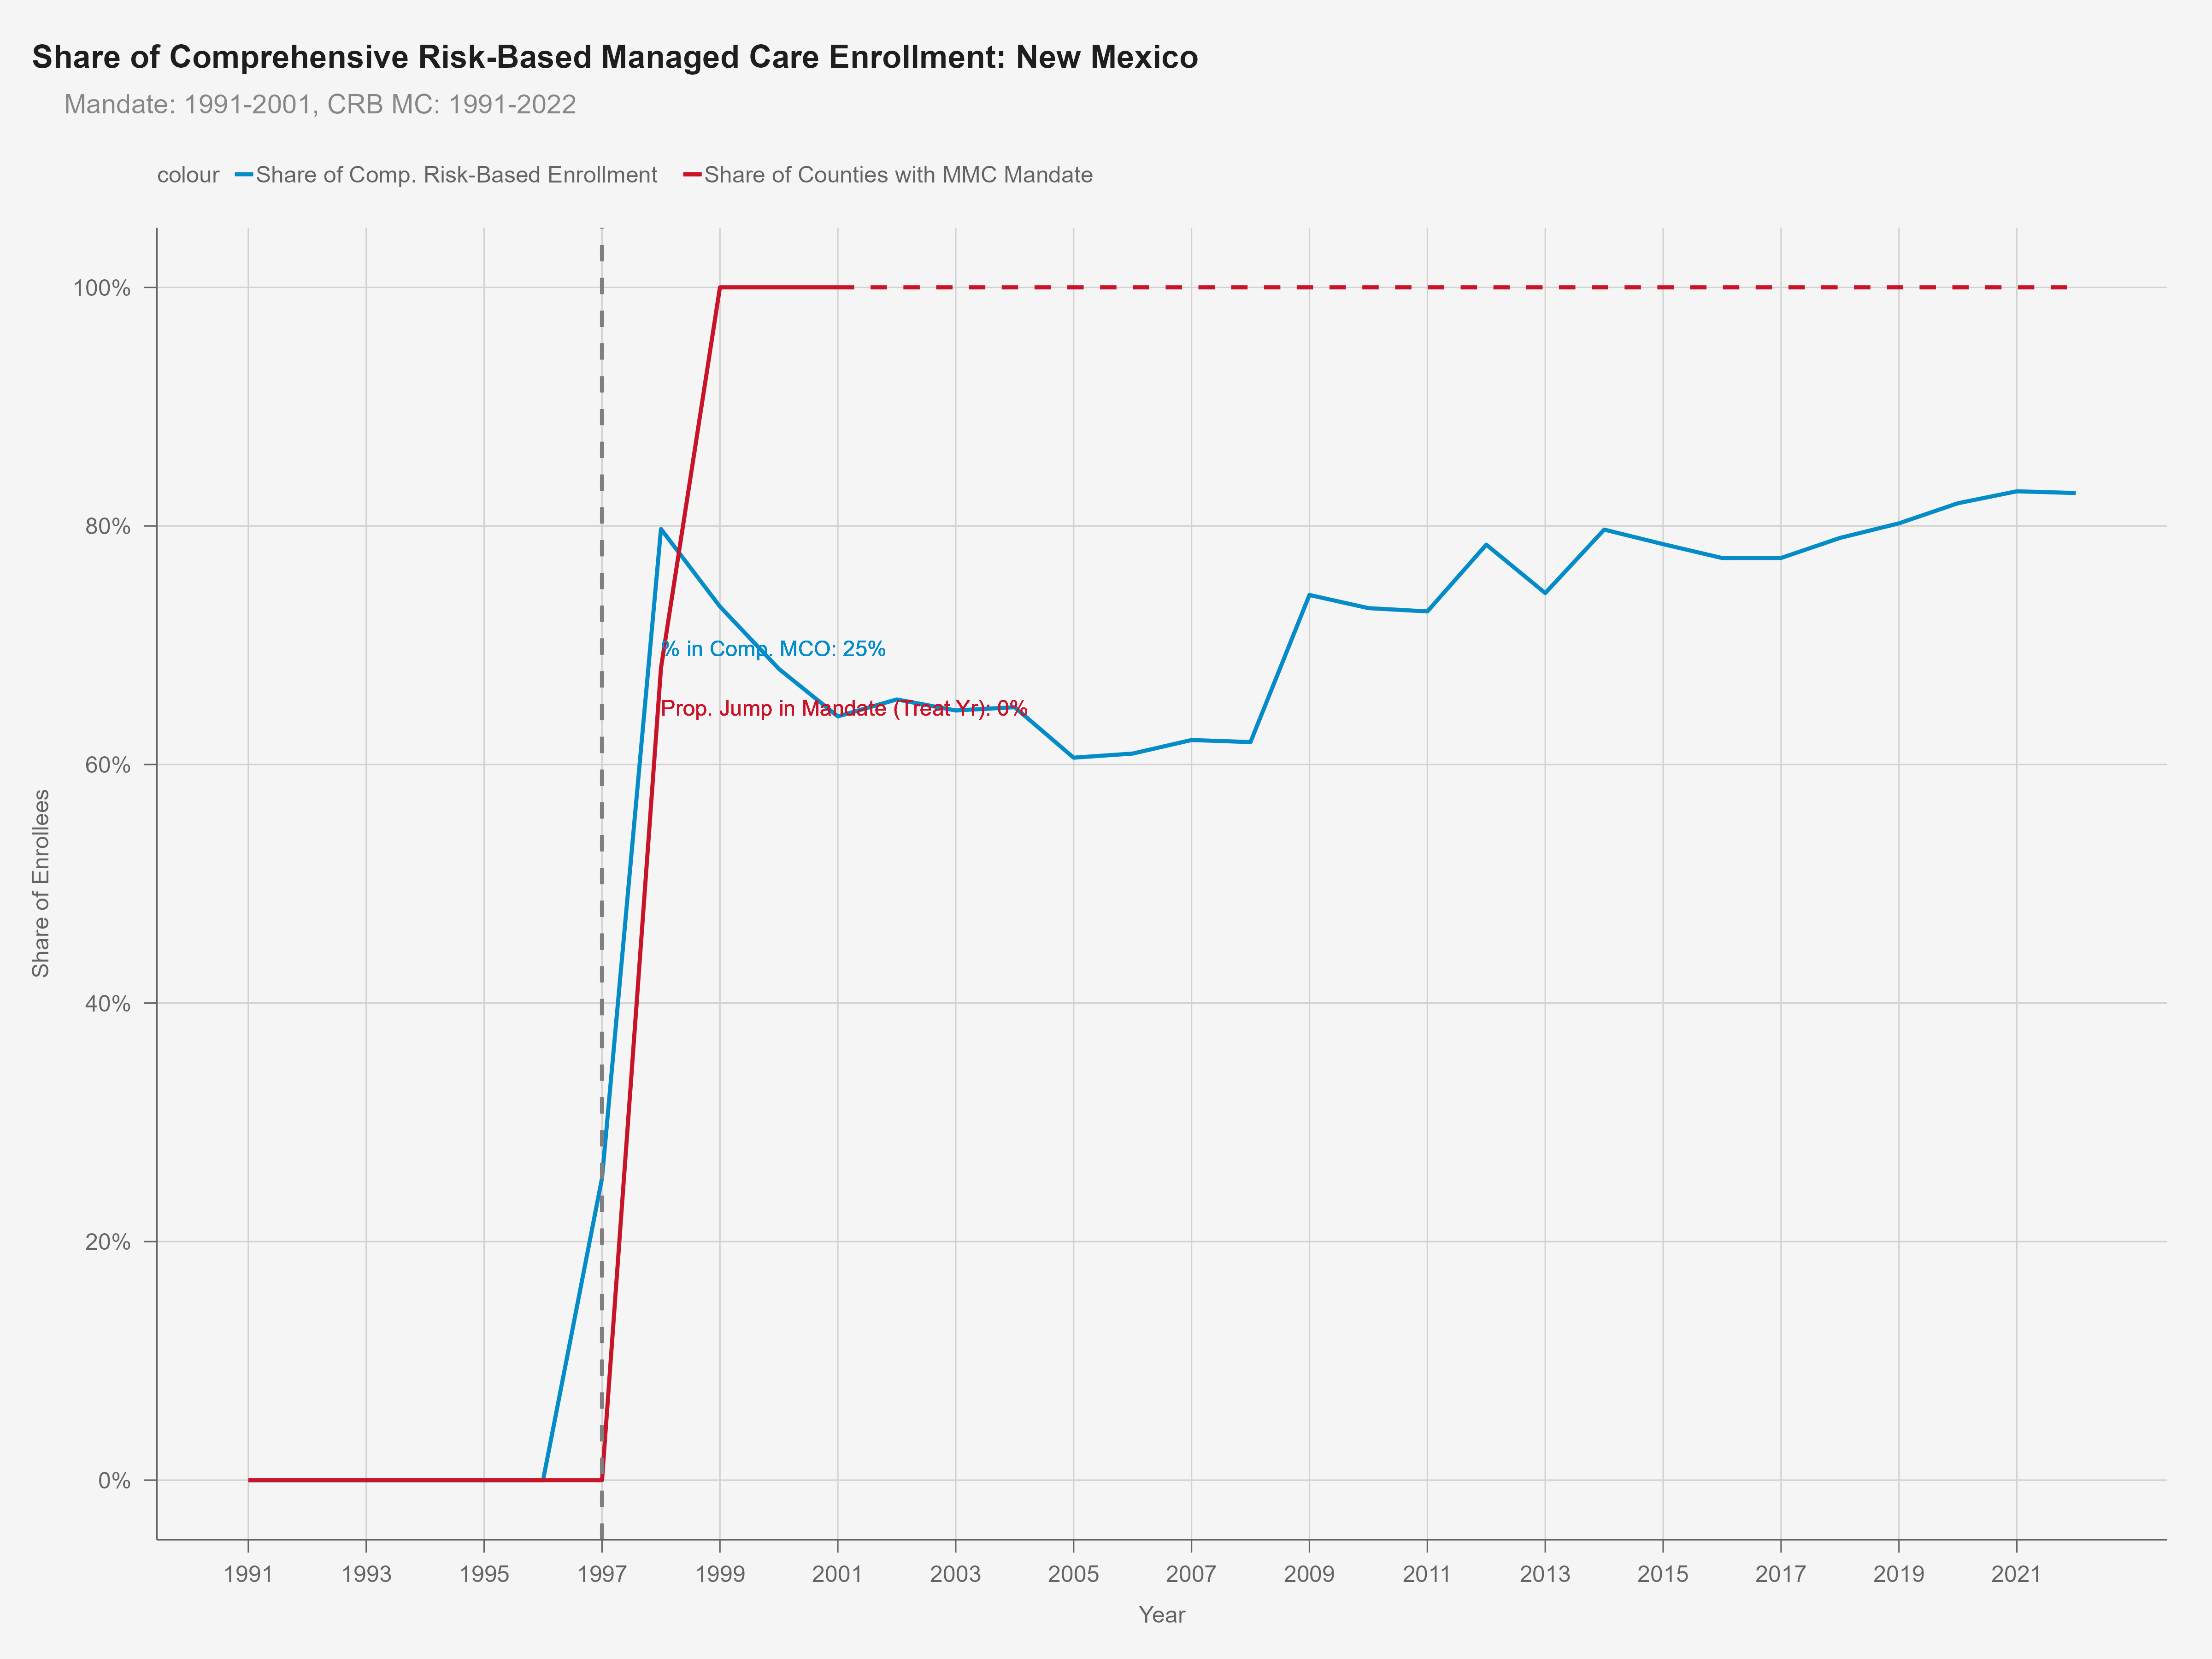 Share of Comprehensive Risk-Based Managed Care Enrollment: New Mexico
Mandate: 1991-2001, CRB MC: 1991-2022
colour Share of Comp. Risk-Based Enrollment Share of Counties with MMC Mandate
100%
80%
% in Comp. MCO: 25%
Prop. Jump in Mandate (Treat Yr): 0%
60%
40%
20%
0%
Share of Enrollees
1991 1993 1995 1997 1999 2001 2003 2005 2007 2009 2011 2013 2015 2017 2019 2021
Year